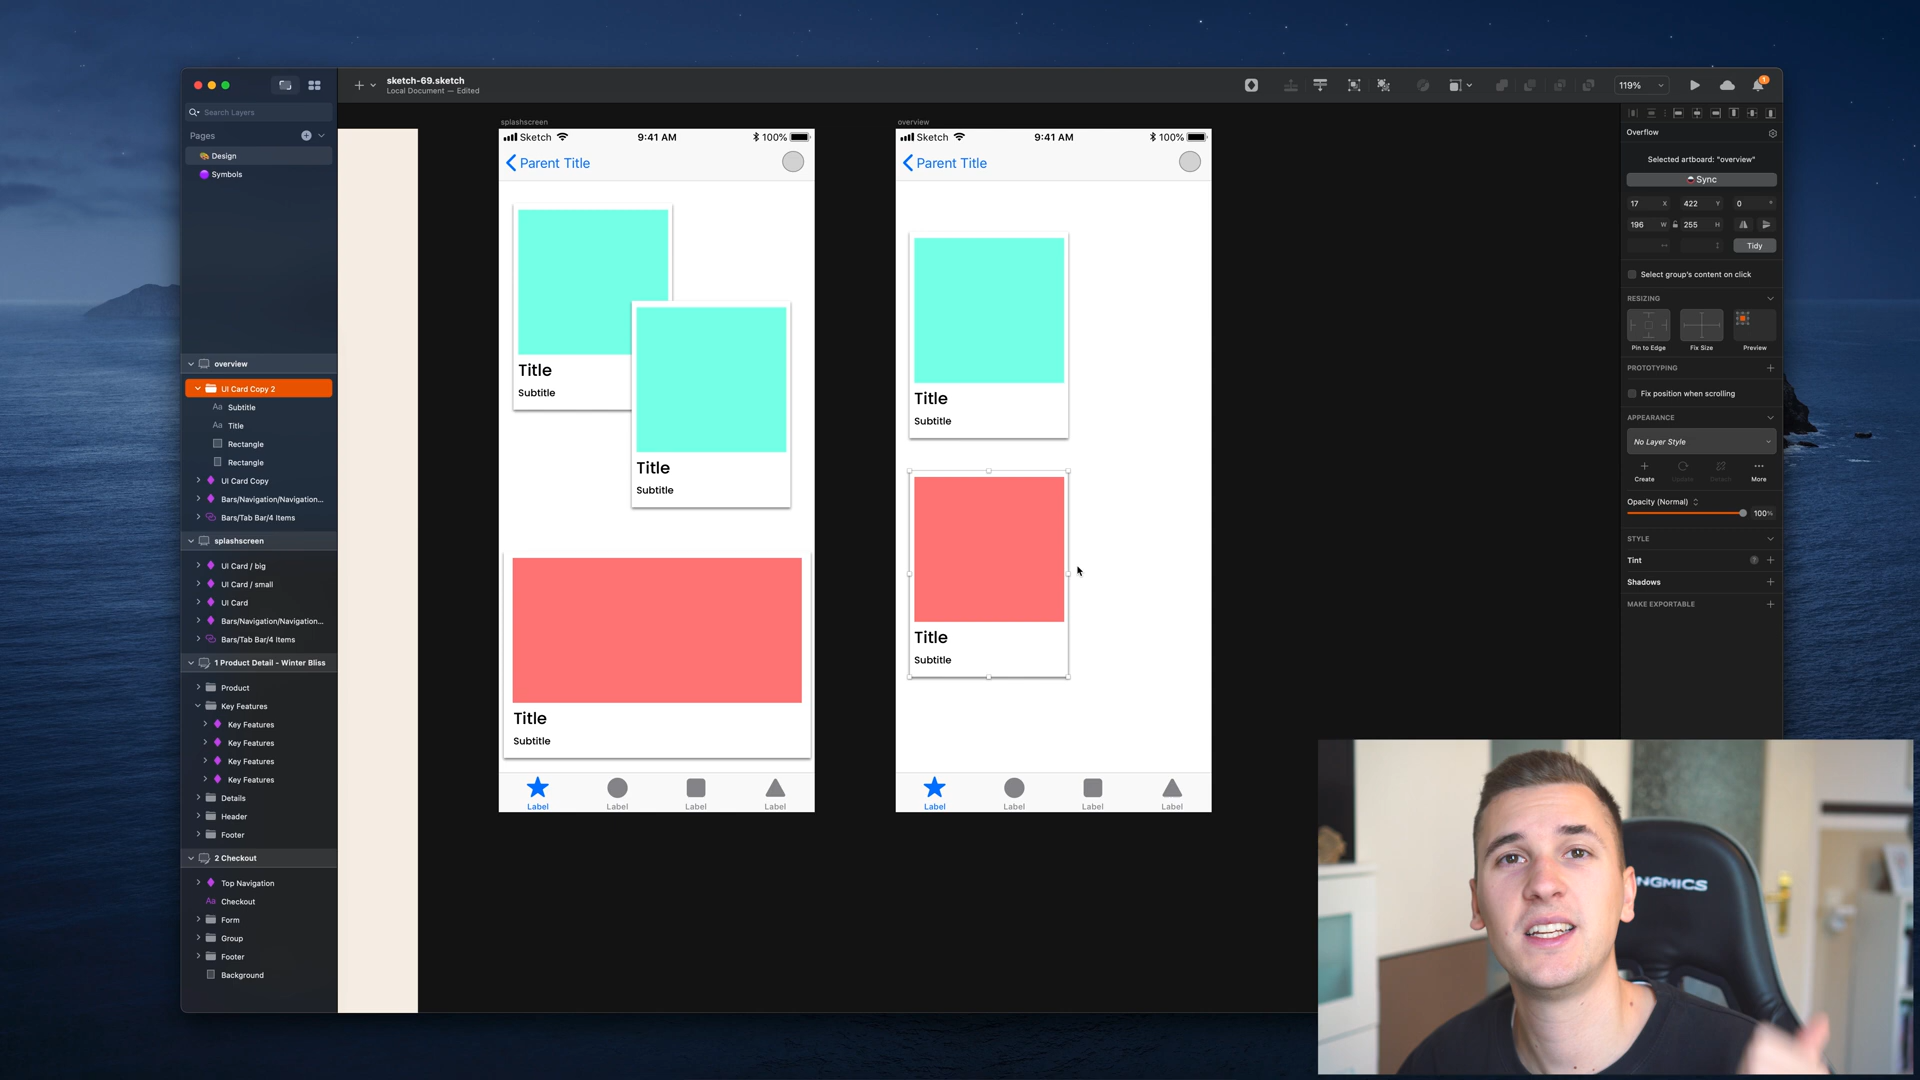 sketch-69.sketch
Local Document — Edited
119%
1
Search Layers
Pages
Design
Symbols
overview
UI Card Copy 2
Aa Subtitle
Aa Title
Rectangle
Rectangle
UI Card Copy
Bars/Navigation/Navigation...
Bars/Tab Bar/4 Items
splashscreen
UI Card / big
UI Card / small
UI Card
Bars/Navigation/Navigation...
Bars/Tab Bar/4 Items
1 Product Detail - Winter Bliss
Product
Key Features
Key Features
Key Features
Key Features
Key Features
Details
Header
Footer
2 Checkout
Top Navigation
Aa Checkout
Form
Group
Footer
Background
splashscreen
Sketch 9:41 AM 100%
Parent Title
Title
Subtitle
Title
Subtitle
Title
Subtitle
Label Label Label Label
overview
Sketch 9:41 AM 100%
Parent Title
Title
Subtitle
Title
Subtitle
Label Label Label Label
Overflow
Selected artboard: "overview"
Sync
17 X 422 Y 0 °
196 W 255 H
Tidy
Select group's content on click
RESIZING
Pin to Edge Fix Size Preview
PROTOTYPING
Fix position when scrolling
APPEARANCE
No Layer Style
Create Update Detach More
Opacity (Normal)
100%
STYLE
Tint ?
Shadows
MAKE EXPORTABLE
NGMICS